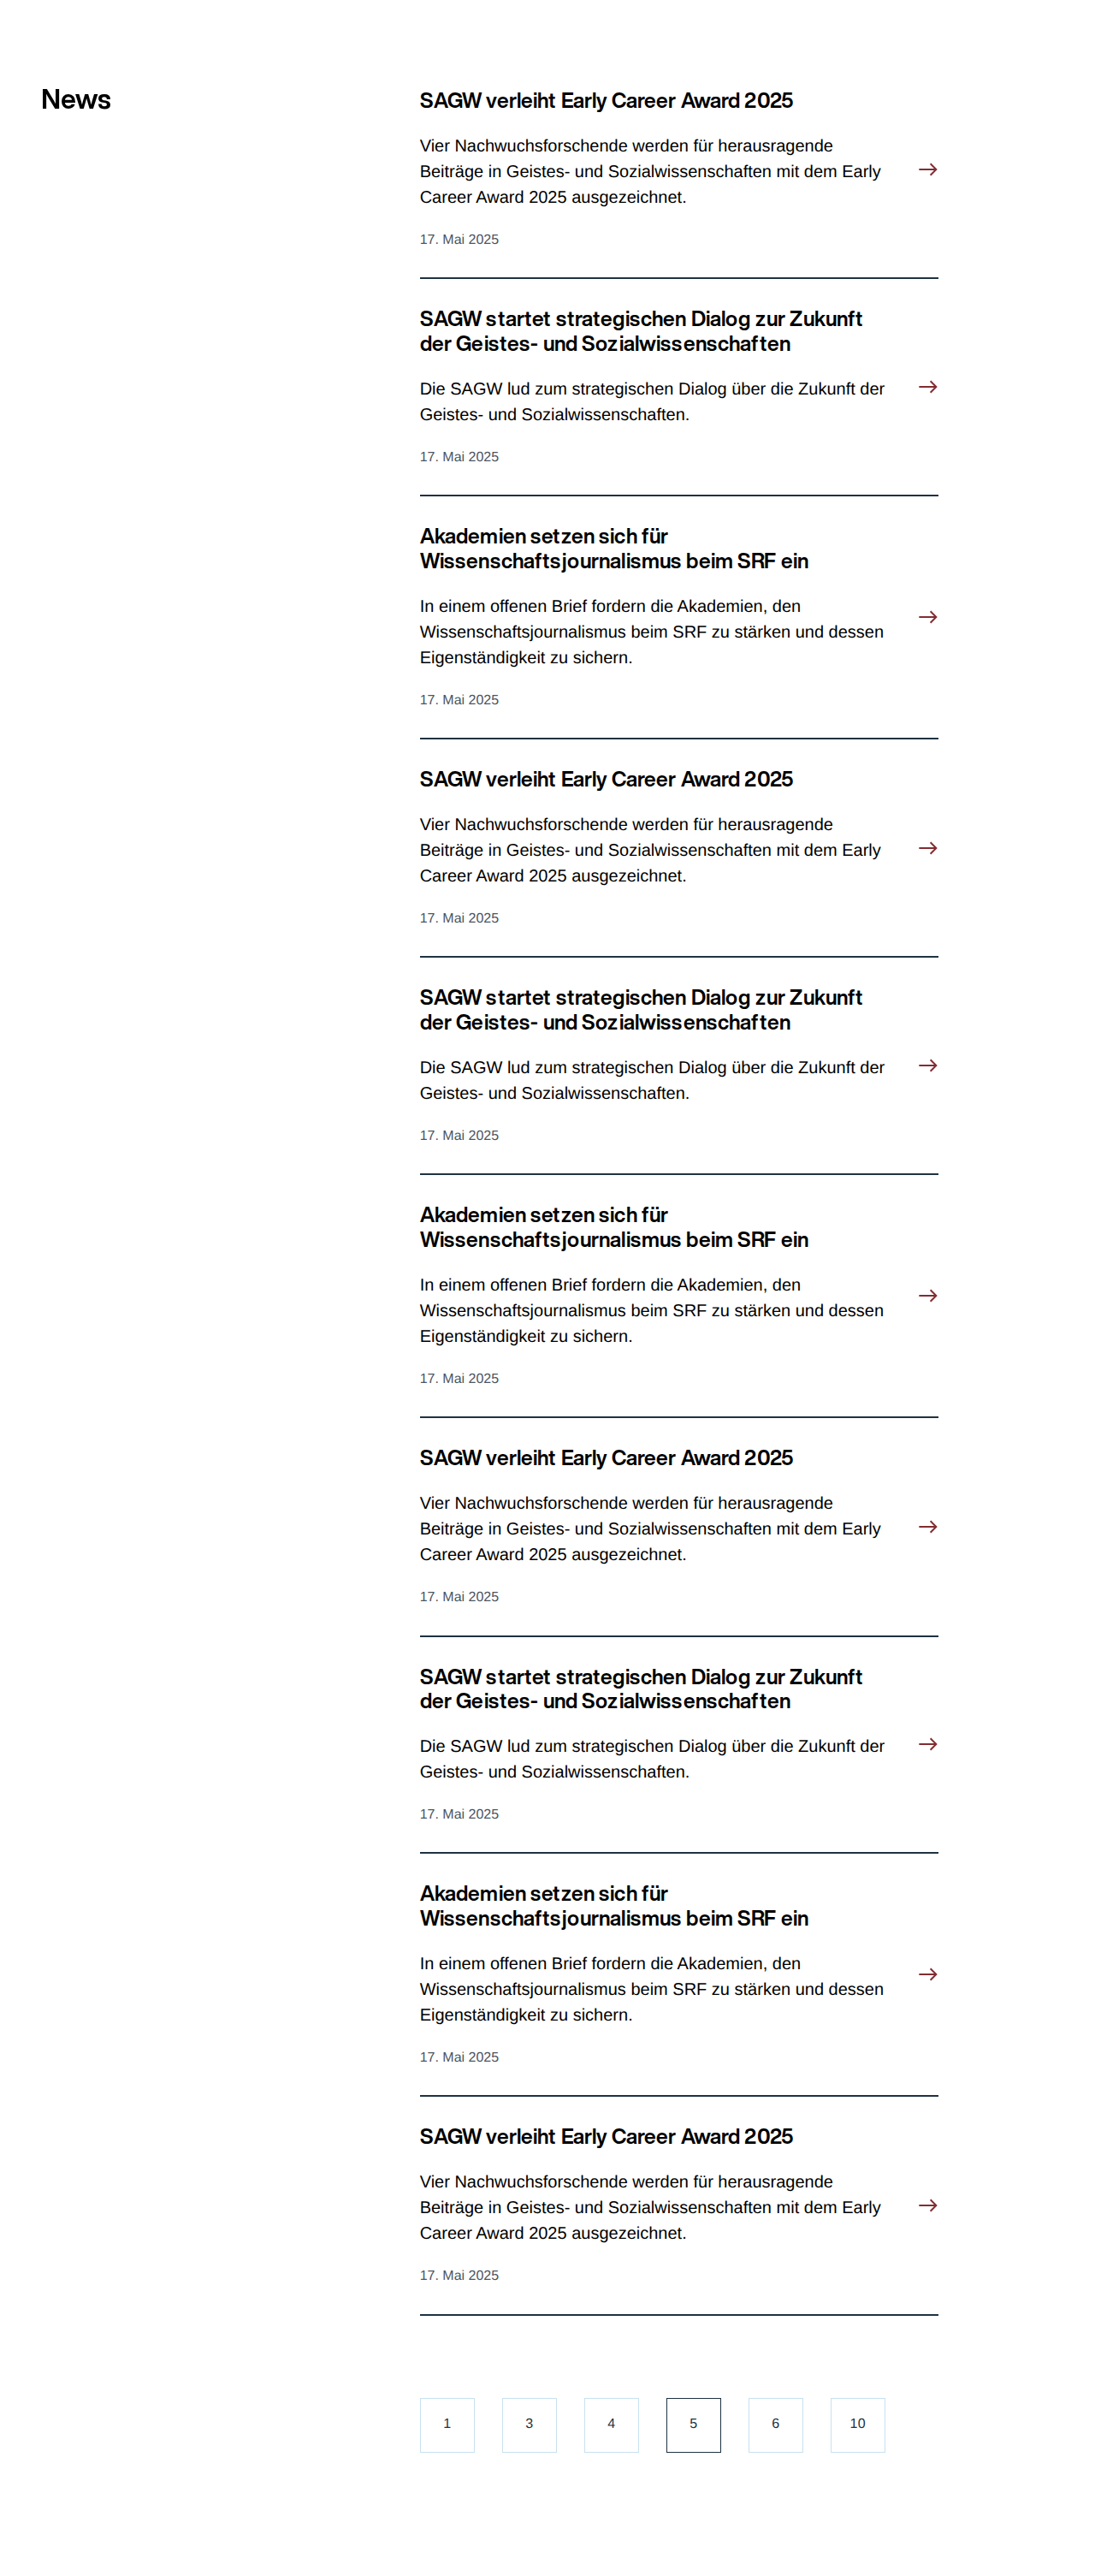 News
SAGW verleiht Early Career Award 2025
Vier Nachwuchsforschende werden für herausragende
Beiträge in Geistes- und Sozialwissenschaften mit dem Early
Career Award 2025 ausgezeichnet.
17. Mai 2025
SAGW startet strategischen Dialog zur Zukunft
der Geistes- und Sozialwissenschaften
Die SAGW lud zum strategischen Dialog über die Zukunft der
Geistes- und Sozialwissenschaften.
17. Mai 2025
Akademien setzen sich für
Wissenschaftsjournalismus beim SRF ein
In einem offenen Brief fordern die Akademien, den
Wissenschaftsjournalismus beim SRF zu stärken und dessen
Eigenständigkeit zu sichern.
17. Mai 2025
SAGW verleiht Early Career Award 2025
Vier Nachwuchsforschende werden für herausragende
Beiträge in Geistes- und Sozialwissenschaften mit dem Early
Career Award 2025 ausgezeichnet.
17. Mai 2025
SAGW startet strategischen Dialog zur Zukunft
der Geistes- und Sozialwissenschaften
Die SAGW lud zum strategischen Dialog über die Zukunft der
Geistes- und Sozialwissenschaften.
17. Mai 2025
Akademien setzen sich für
Wissenschaftsjournalismus beim SRF ein
In einem offenen Brief fordern die Akademien, den
Wissenschaftsjournalismus beim SRF zu stärken und dessen
Eigenständigkeit zu sichern.
17. Mai 2025
SAGW verleiht Early Career Award 2025
Vier Nachwuchsforschende werden für herausragende
Beiträge in Geistes- und Sozialwissenschaften mit dem Early
Career Award 2025 ausgezeichnet.
17. Mai 2025
SAGW startet strategischen Dialog zur Zukunft
der Geistes- und Sozialwissenschaften
Die SAGW lud zum strategischen Dialog über die Zukunft der
Geistes- und Sozialwissenschaften.
17. Mai 2025
Akademien setzen sich für
Wissenschaftsjournalismus beim SRF ein
In einem offenen Brief fordern die Akademien, den
Wissenschaftsjournalismus beim SRF zu stärken und dessen
Eigenständigkeit zu sichern.
17. Mai 2025
SAGW verleiht Early Career Award 2025
Vier Nachwuchsforschende werden für herausragende
Beiträge in Geistes- und Sozialwissenschaften mit dem Early
Career Award 2025 ausgezeichnet.
17. Mai 2025
1 3 4 5 6 10